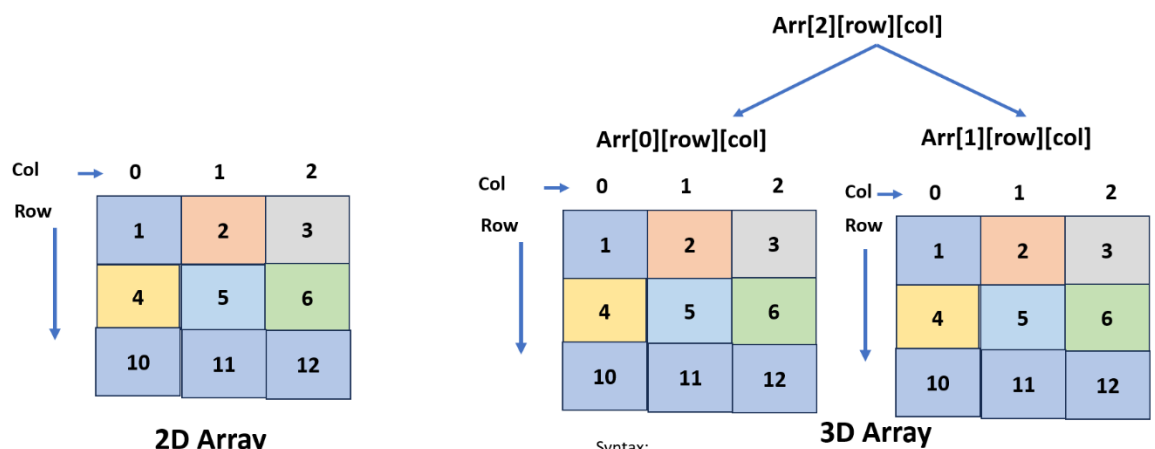 Arr[2][row][col]
Arr[0][row][col]
Arr[1][row][col]
Col 0 1 2
Row
1 2 3
4 5 6
10 11 12
2D Array
Col 0 1 2
Row
1 2 3
4 5 6
10 11 12
Col 0 1 2
Row
1 2 3
4 5 6
10 11 12
3D Array
Syntax: